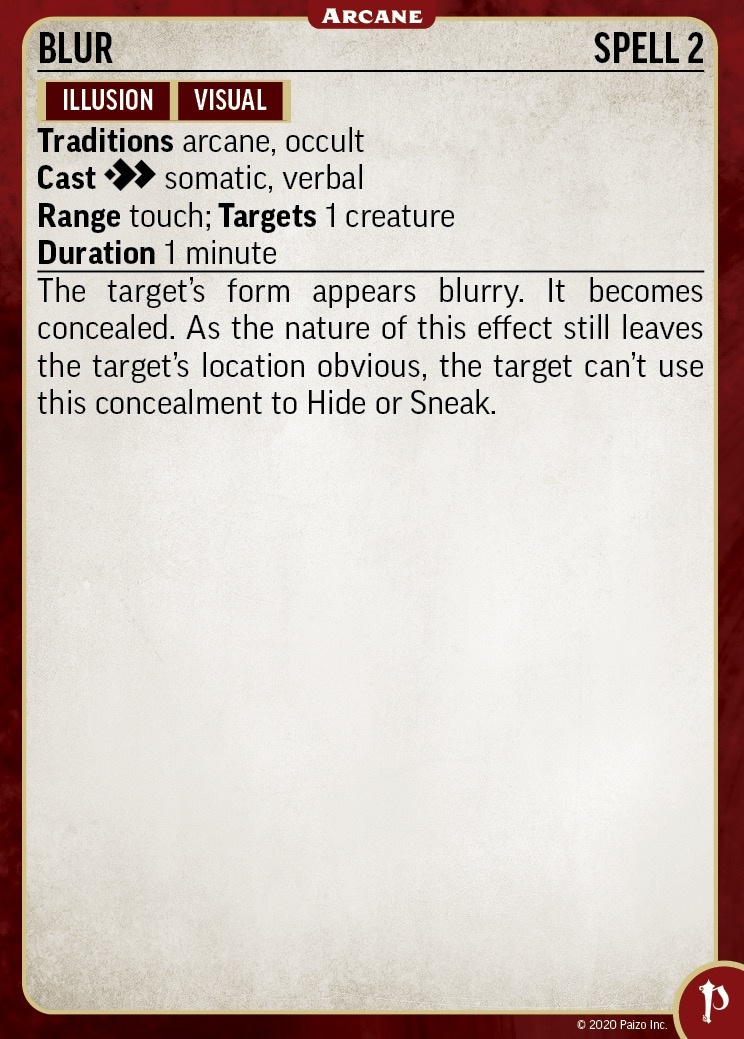 ARCANE
BLUR SPELL 2
ILLUSION VISUAL
Traditions arcane, occult
Cast somatic, verbal
Range touch; Targets 1 creature
Duration 1 minute
The target's form appears blurry. It becomes
concealed. As the nature of this effect still leaves
the target's location obvious, the target can't use
this concealment to Hide or Sneak.
© 2020 Paizo Inc.
P